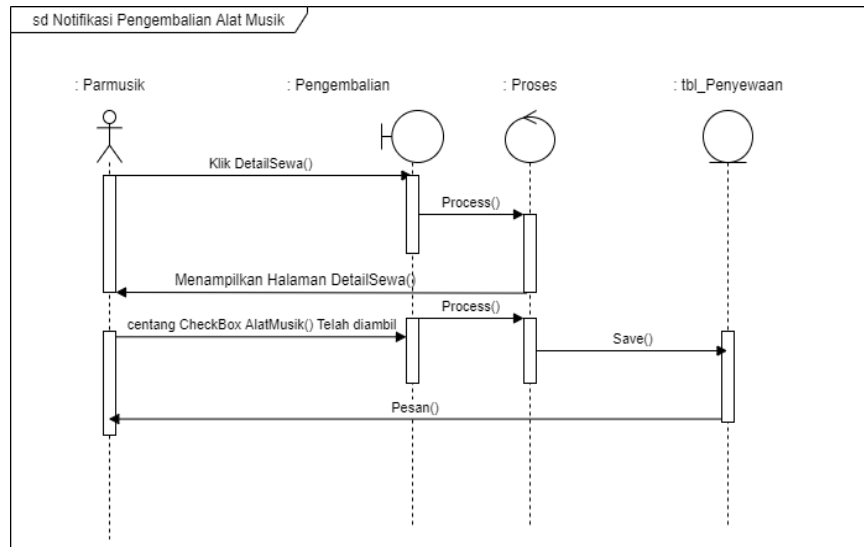 sd Notifikasi Pengembalian Alat Musik
: Parmusik
: Pengembalian
: Proses
: tbl_Penyewaan
Klik DetailSewa()
Process()
Menampilkan Halaman DetailSewa()
Process()
centang CheckBox AlatMusik() Telah diambil
Save()
Pesan()